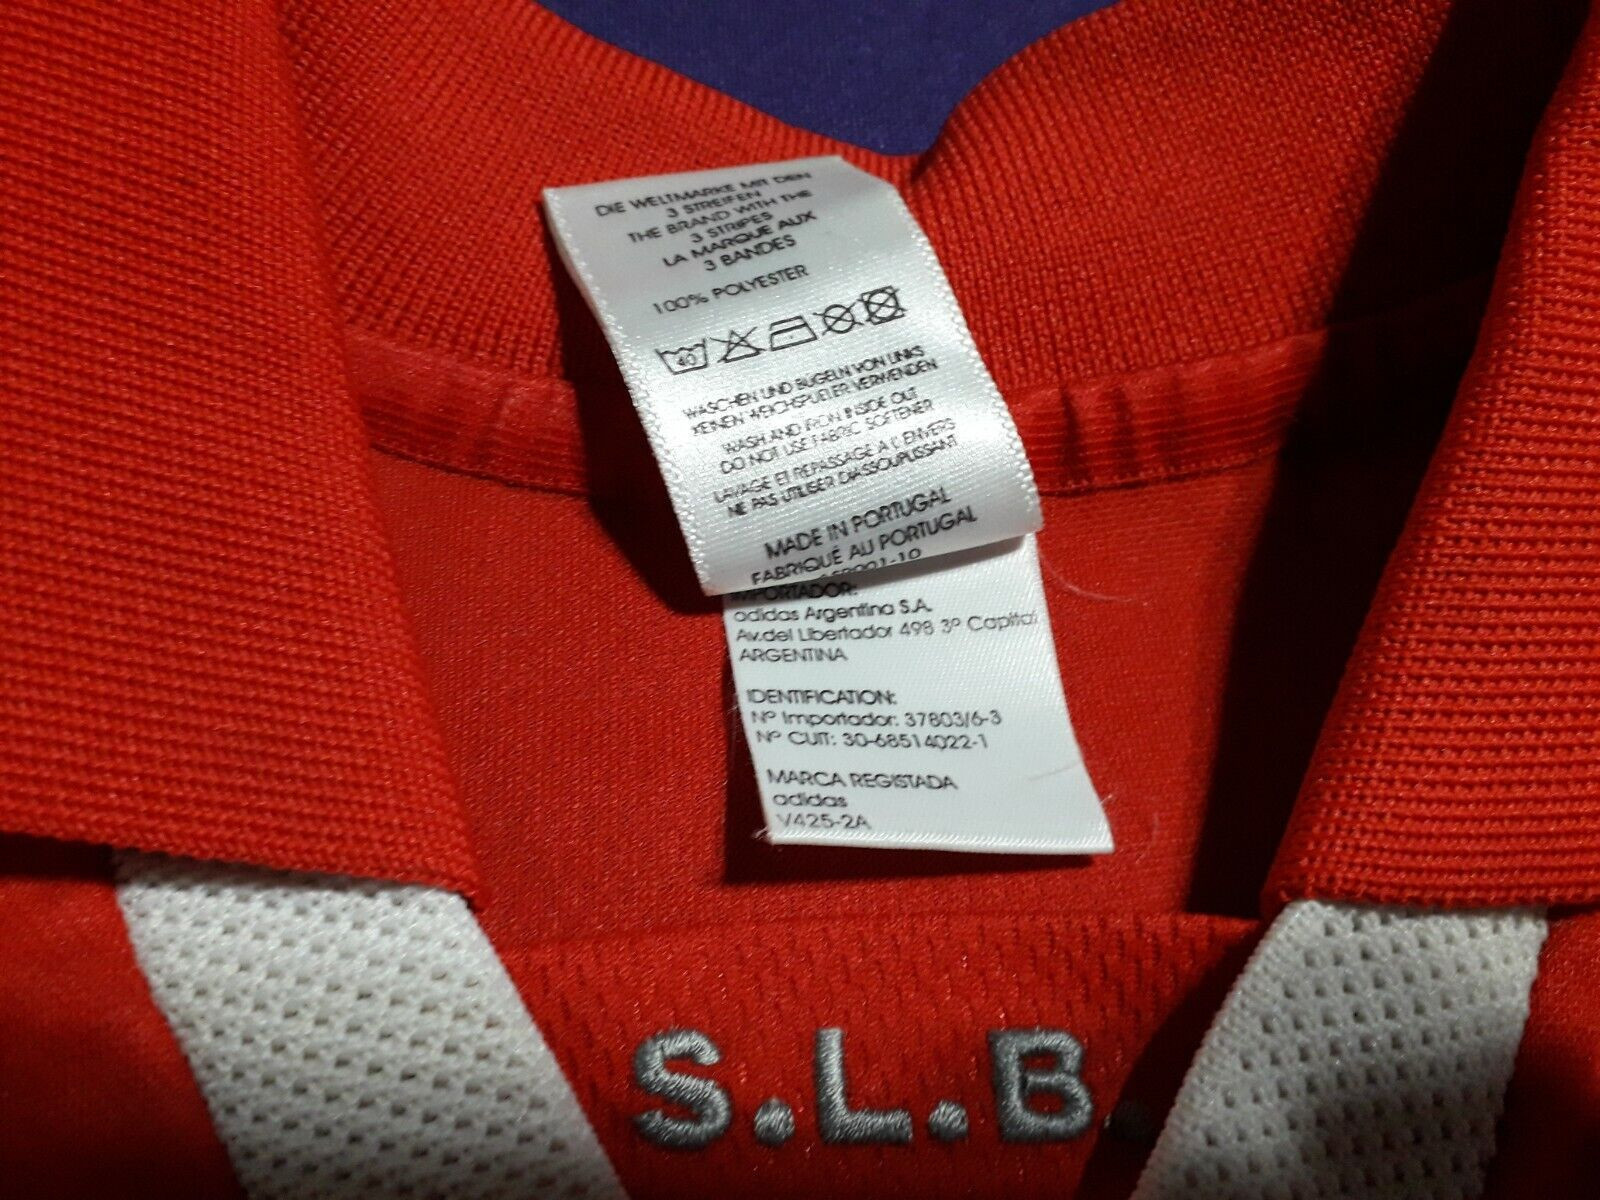 DIE WELTMARKE MIT DEN
3 STREIFEN
THE BRAND WITH THE
3 STRIPES
LA MARQUE AUX
3 BANDES
100% POLYESTER
40
WASCHEN UND BUGELN VON LINKS
KEINEN WEICHSPUELER VERWENDEN
WASH AND IRON INSIDE OUT
DO NOT USE FABRIC SOFTENER
LAVAGE ET REPASSAGE A L'ENVERS
NE PAS UTILISER D'ASSOUPLISSANT
MADE IN PORTUGAL
FABRIQUÉ AU PORTUGAL
IMPORTADOR:
adidas Argentina S.A.
Av.del Libertador 498 3º Capital
ARGENTINA
IDENTIFICATION:
Nº Importador: 37803/6-3
Nº CUIT: 30-68514022-1
MARCA REGISTADA
adidas
V425-2A
S.L.B.